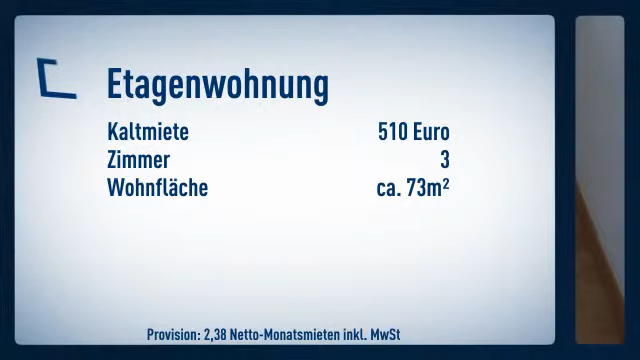 Etagenwohnung
Kaltmiete 510 Euro
Zimmer 3
Wohnfläche ca. 73m²
Provision: 2,38 Netto-Monatsmieten inkl. MwSt